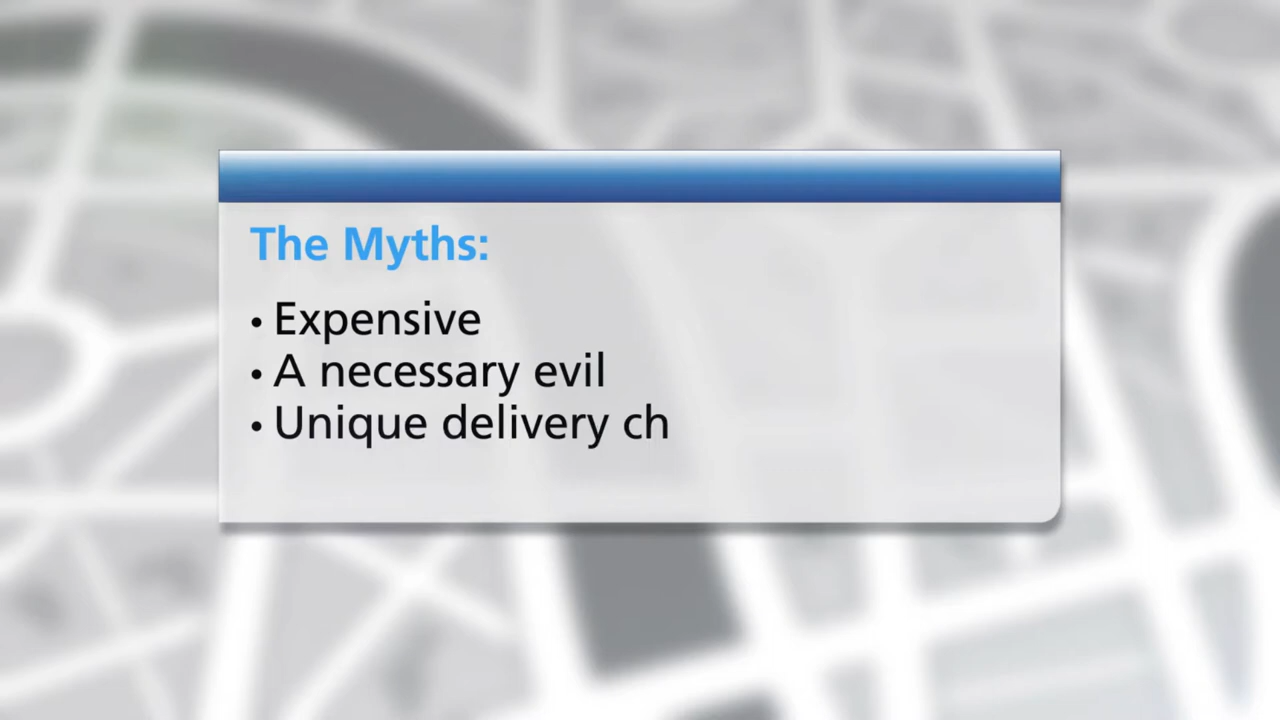 The Myths:
• Expensive
• A necessary evil
• Unique delivery ch